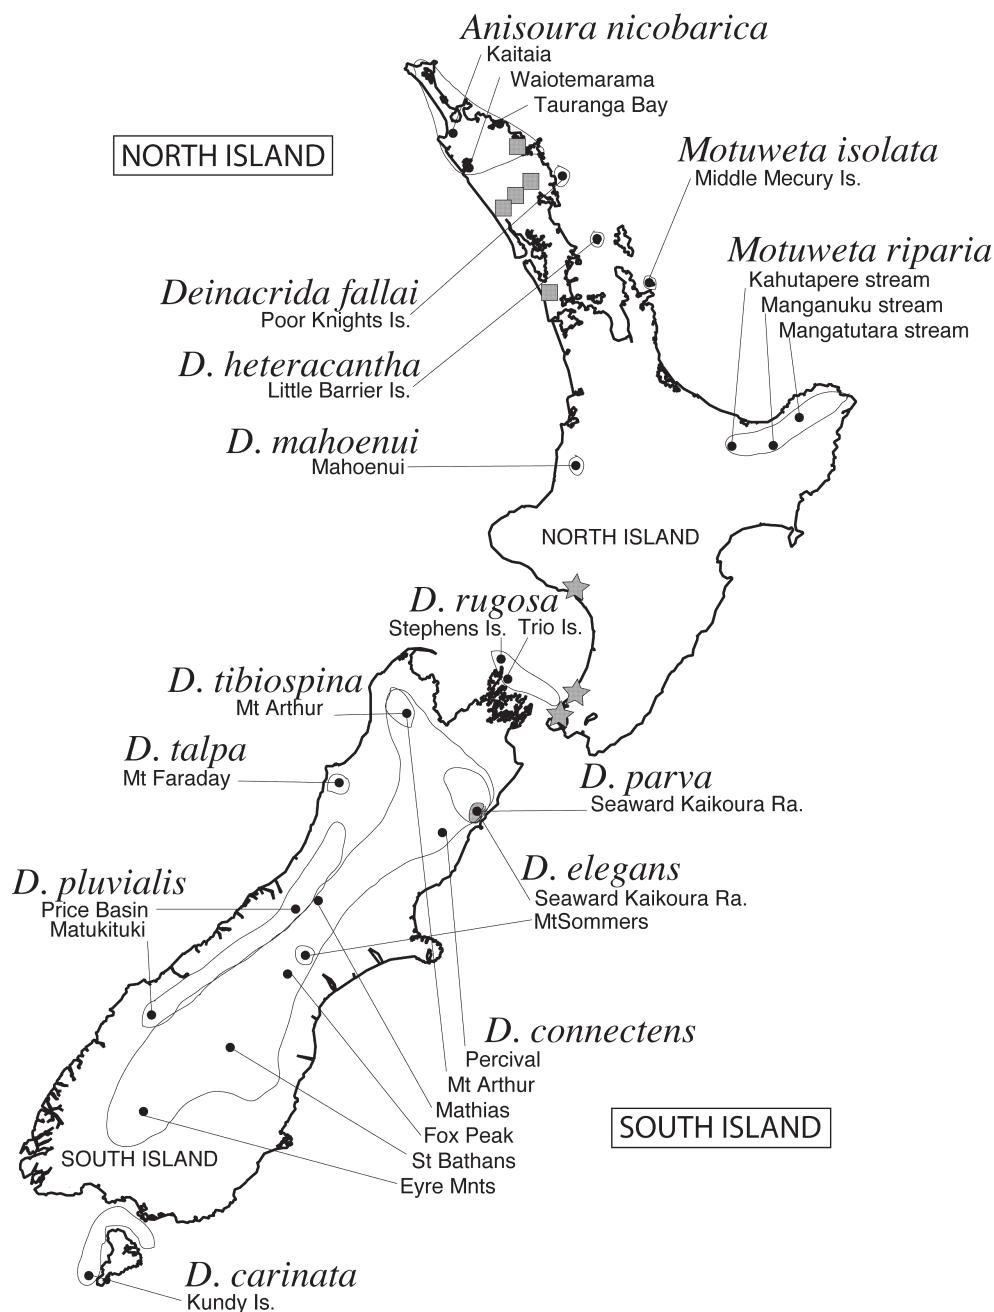 Anisoura nicobarica
Kaitaia
Waiotemarama
Tauranga Bay
NORTH ISLAND
Motuweta isolata
Middle Mecury Is.
Motuweta riparia
Kahutapere stream
Manganuku stream
Mangatutara stream
Deinacrida fallai
Poor Knights Is.
D. heteracantha
Little Barrier Is.
D. mahoenui
Mahoenui
NORTH ISLAND
D. rugosa
Stephens Is. Trio Is.
D. tibiospina
Mt Arthur
D. talpa
Mt Faraday
D. parva
Seaward Kaikoura Ra.
D. elegans
Seaward Kaikoura Ra.
MtSommers
D. pluvialis
Price Basin
Matukituki
D. connectens
Percival
Mt Arthur
Mathias
Fox Peak
St Bathans
Eyre Mnts
SOUTH ISLAND
SOUTH ISLAND
D. carinata
Kundy Is.